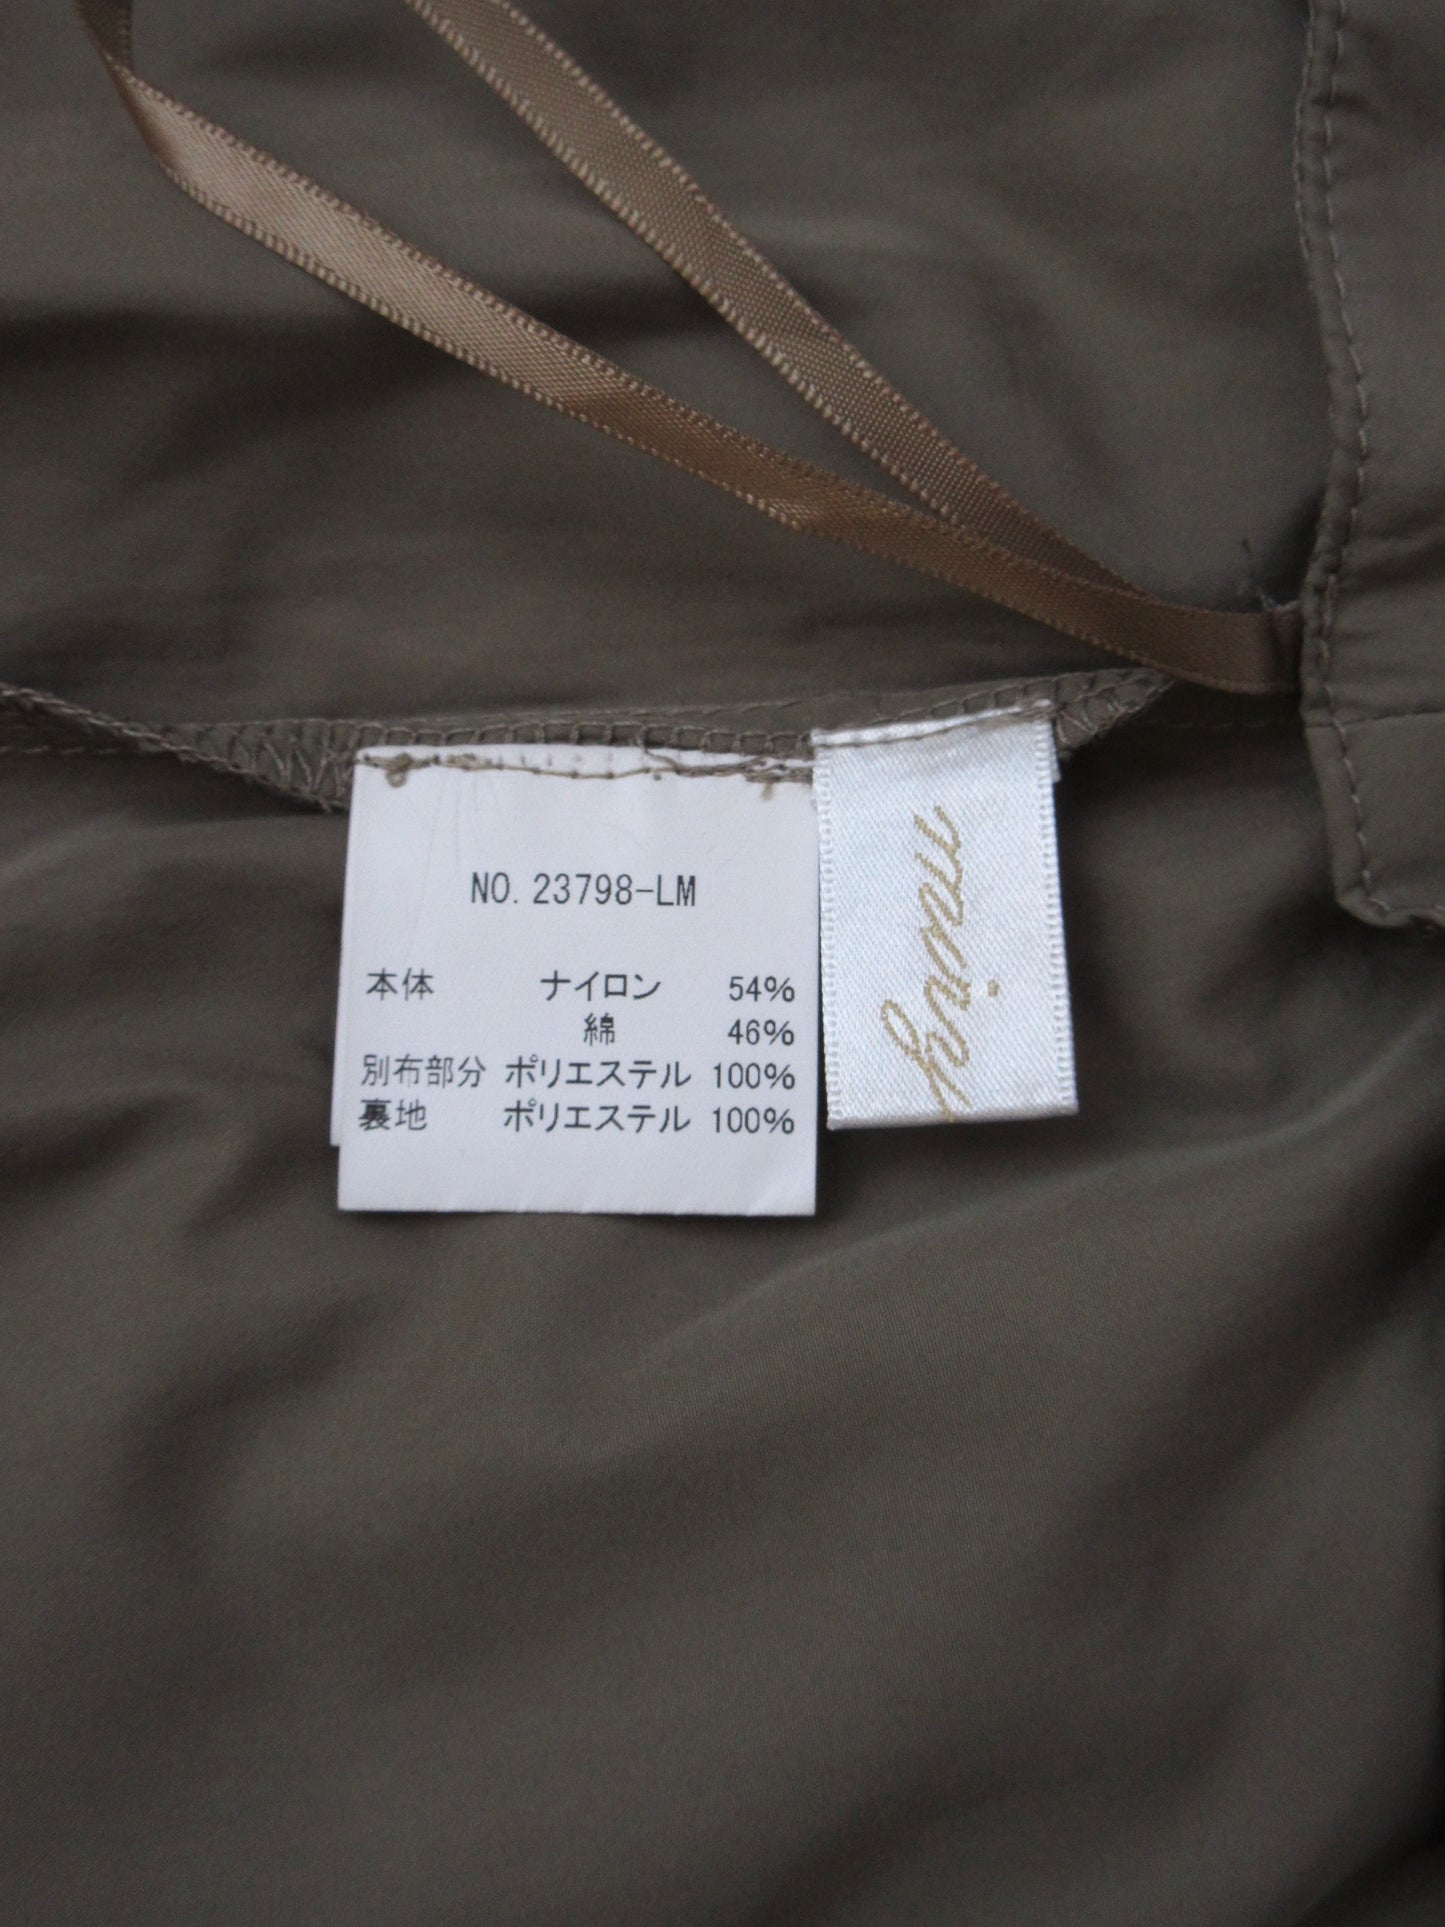 NO. 23798-LM
本体 ナイロン 54%
綿 46%
別布部分 ポリエステル 100%
裏地 ポリエステル 100%